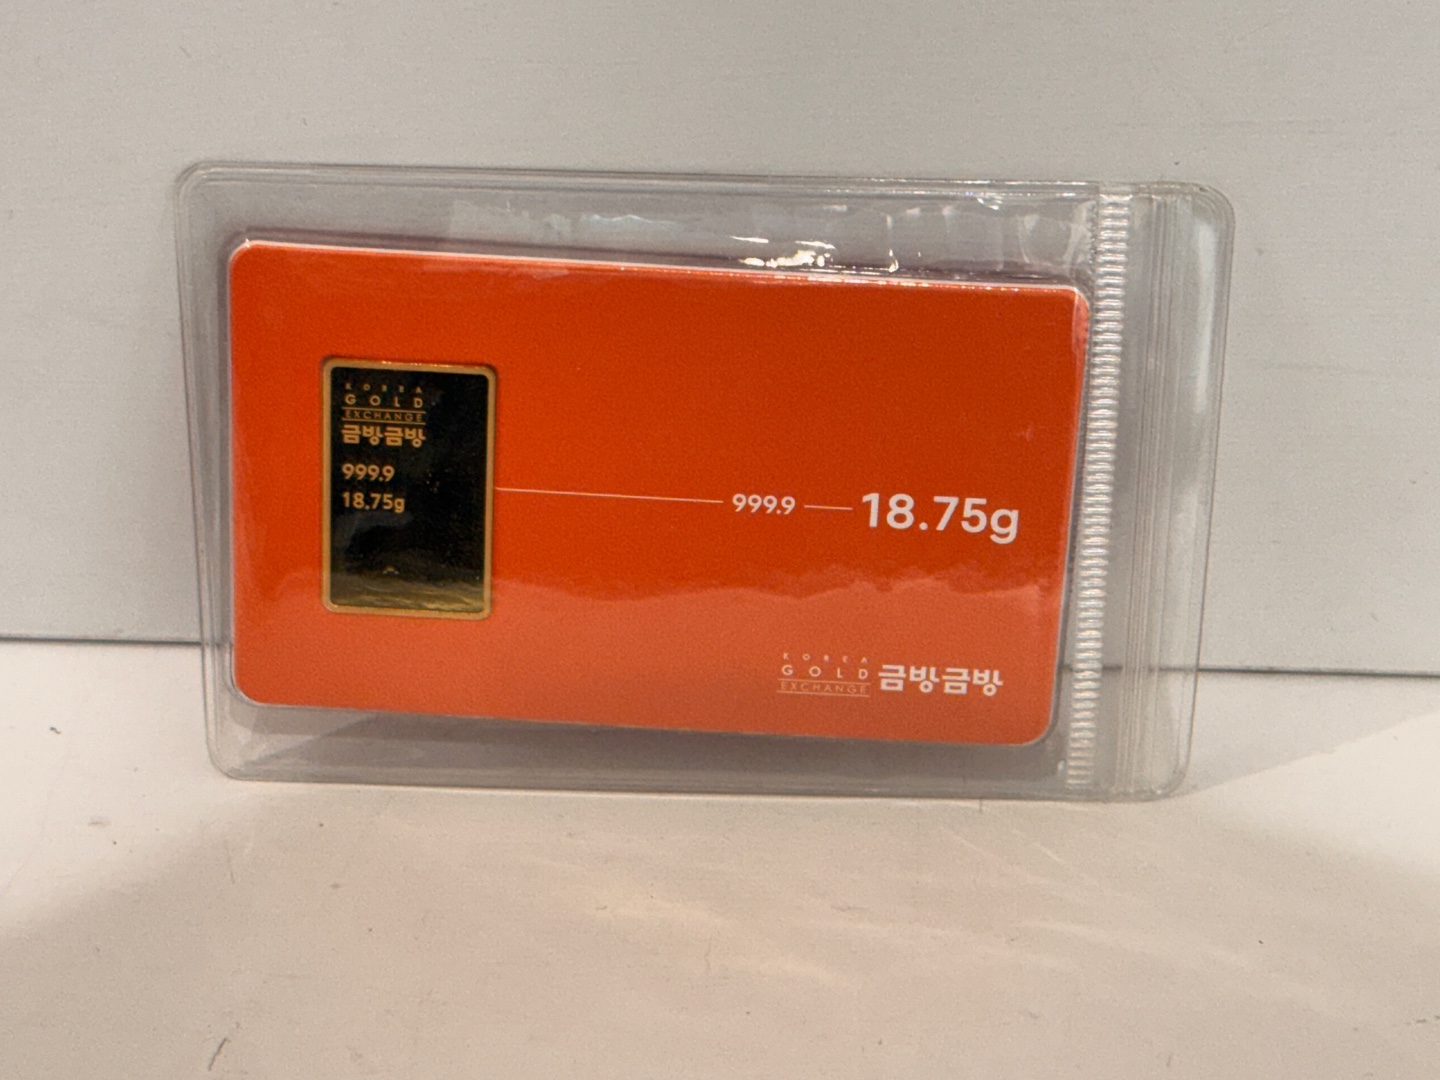 KOREA
GOLD
EXCHANGE
금방금방
999.9
18.75g
999.9 18.75g
KOREA
GOLD
EXCHANGE
금방금방